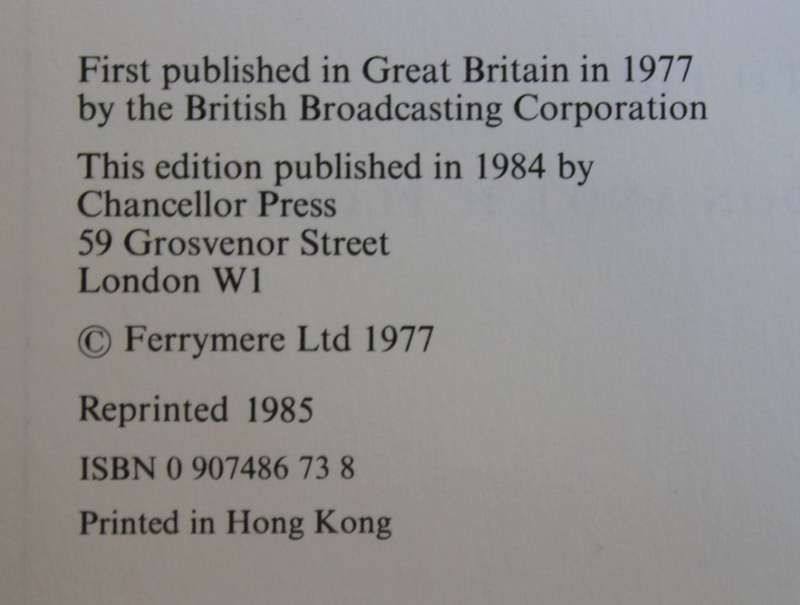 First published in Great Britain in 1977
by the British Broadcasting Corporation
This edition published in 1984 by
Chancellor Press
59 Grosvenor Street
London W1
© Ferrymere Ltd 1977
Reprinted 1985
ISBN 0 907486 73 8
Printed in Hong Kong